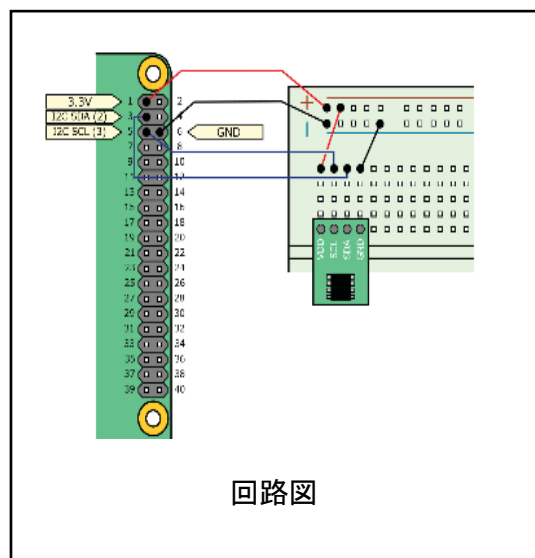 3.3V 1 2
I2C SDA (2) 3 4
I2C SCL (3) 5 6 GND
7 8
9 10
11 12
13 14
15 16
17 18
19 20
21 22
23 24
25 26
27 28
29 30
31 32
33 34
35 36
37 38
39 40
+
−
VDD
SCL
SDA
GND
回路図